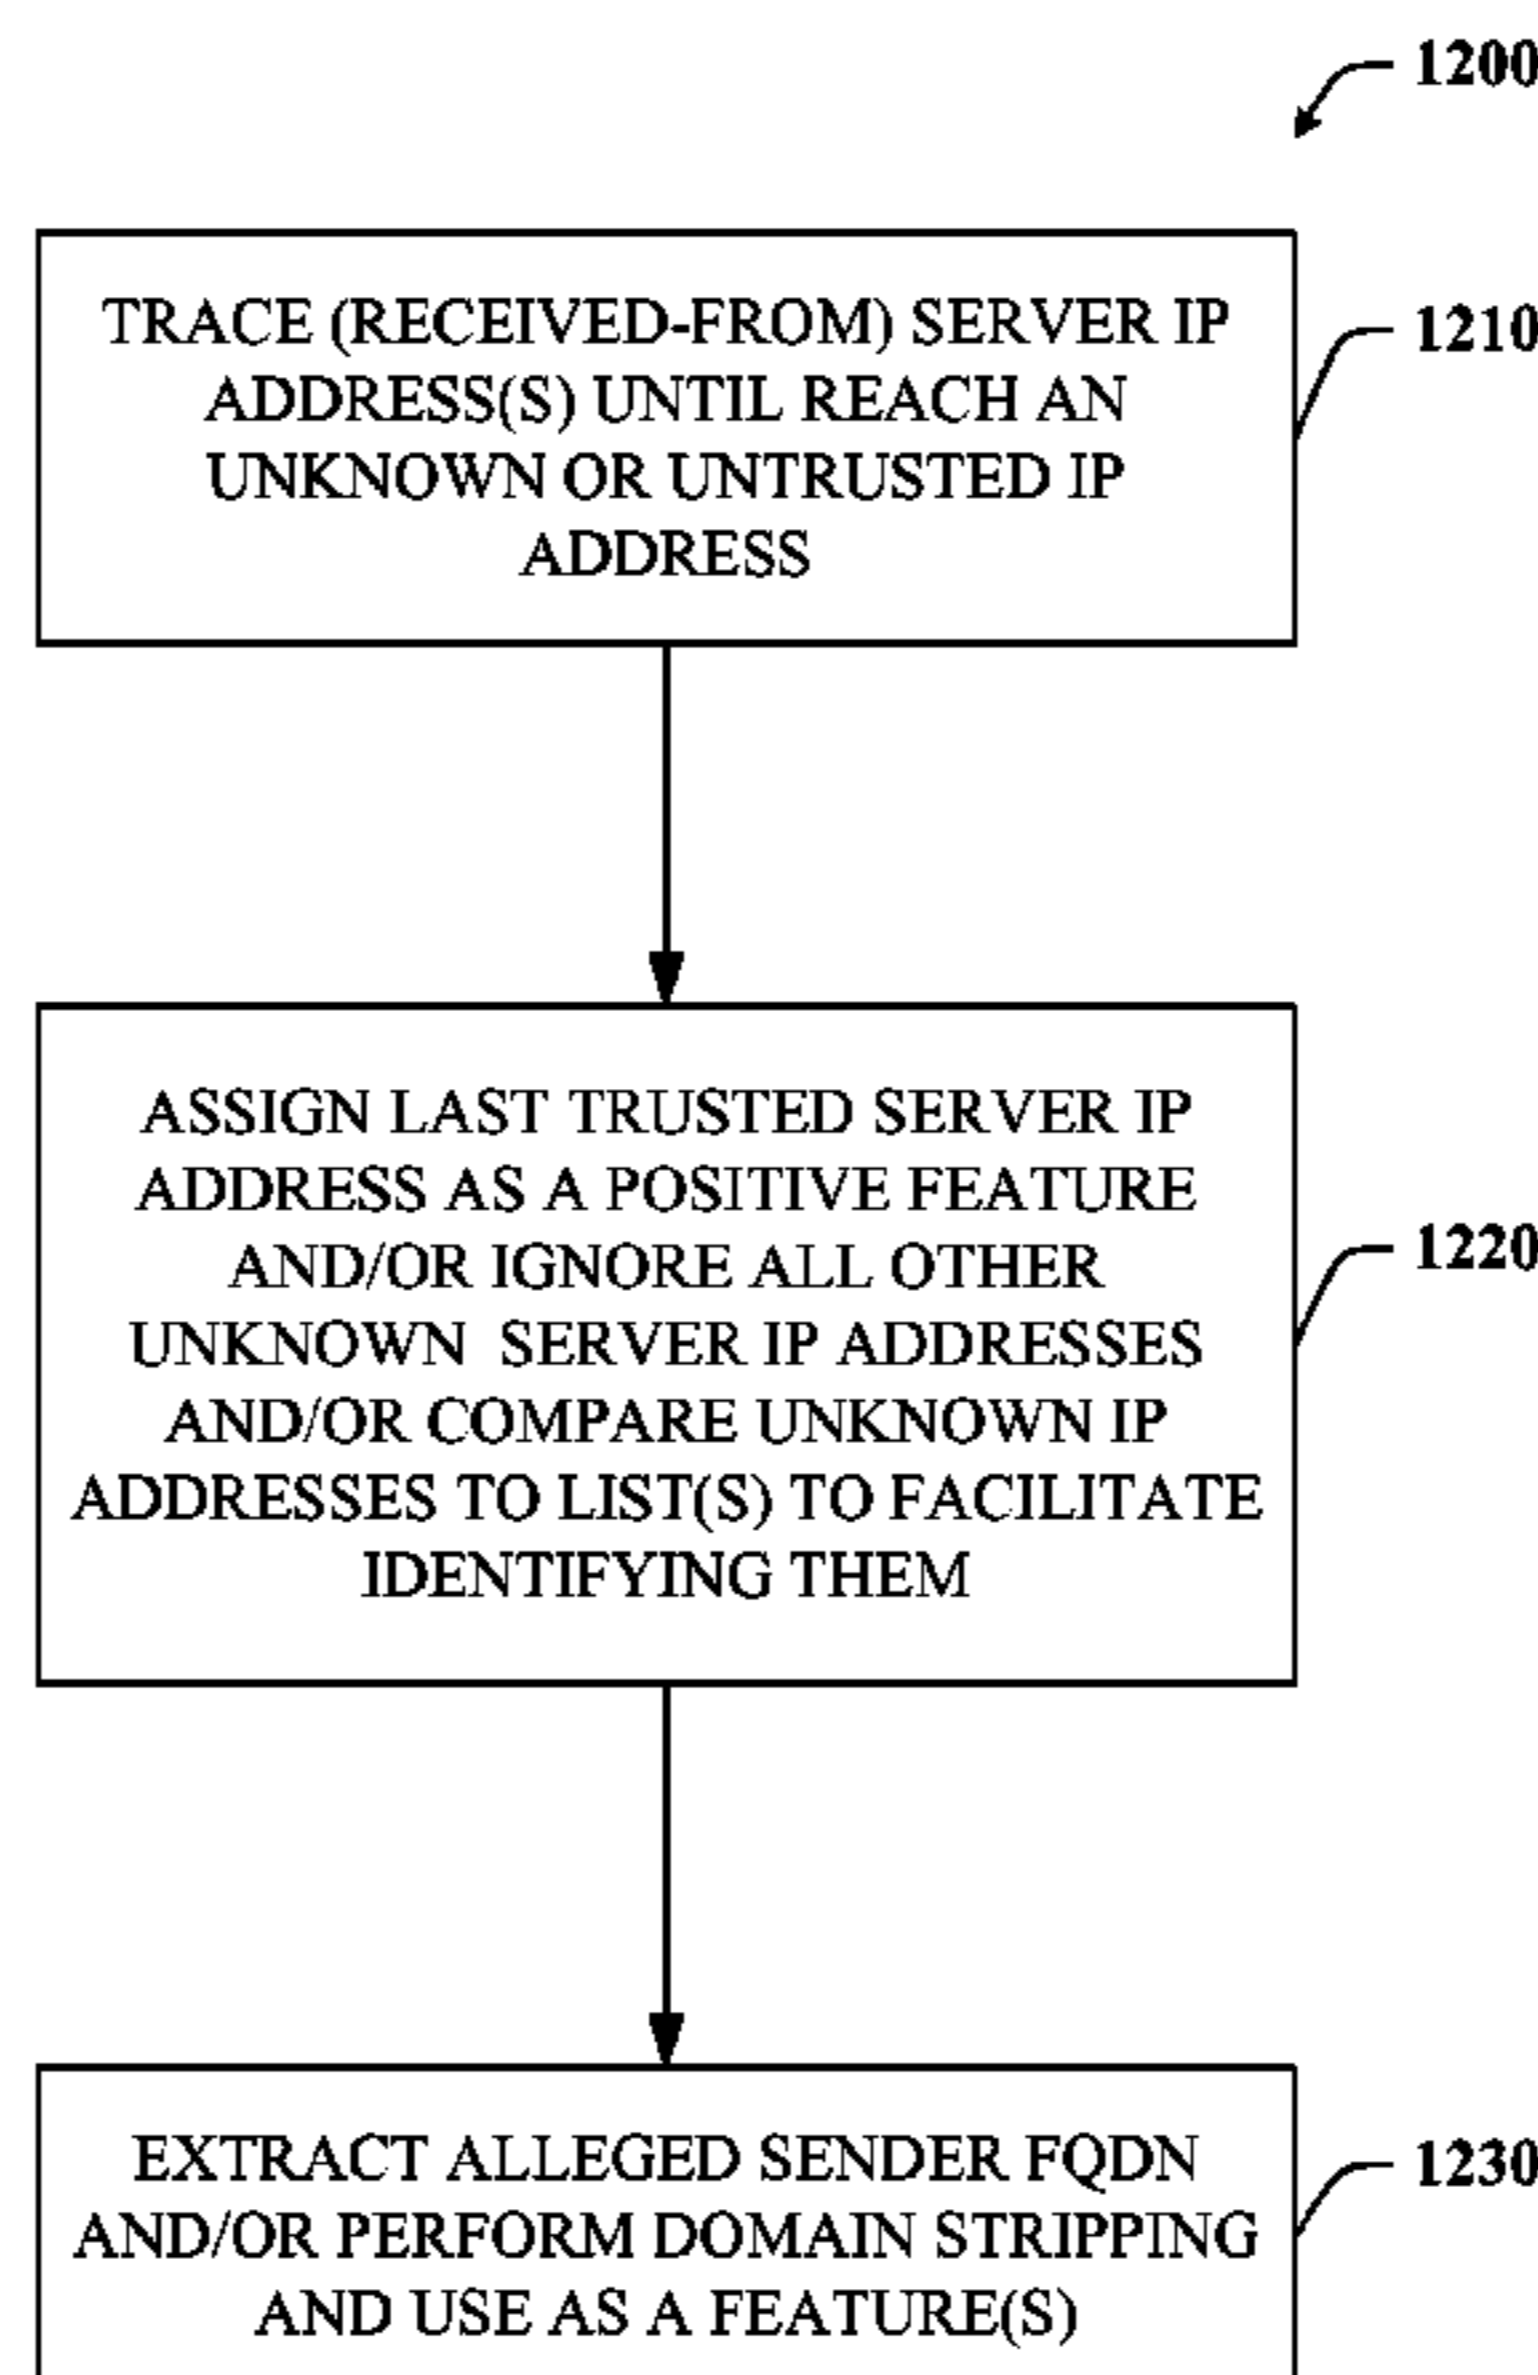 1200
TRACE (RECEIVED-FROM) SERVER IP
ADDRESS(S) UNTIL REACH AN
UNKNOWN OR UNTRUSTED IP
ADDRESS
1210
ASSIGN LAST TRUSTED SERVER IP
ADDRESS AS A POSITIVE FEATURE
AND/OR IGNORE ALL OTHER
UNKNOWN SERVER IP ADDRESSES
AND/OR COMPARE UNKNOWN IP
ADDRESSES TO LIST(S) TO FACILITATE
IDENTIFYING THEM
1220
EXTRACT ALLEGED SENDER FQDN
AND/OR PERFORM DOMAIN STRIPPING
AND USE AS A FEATURE(S)
1230